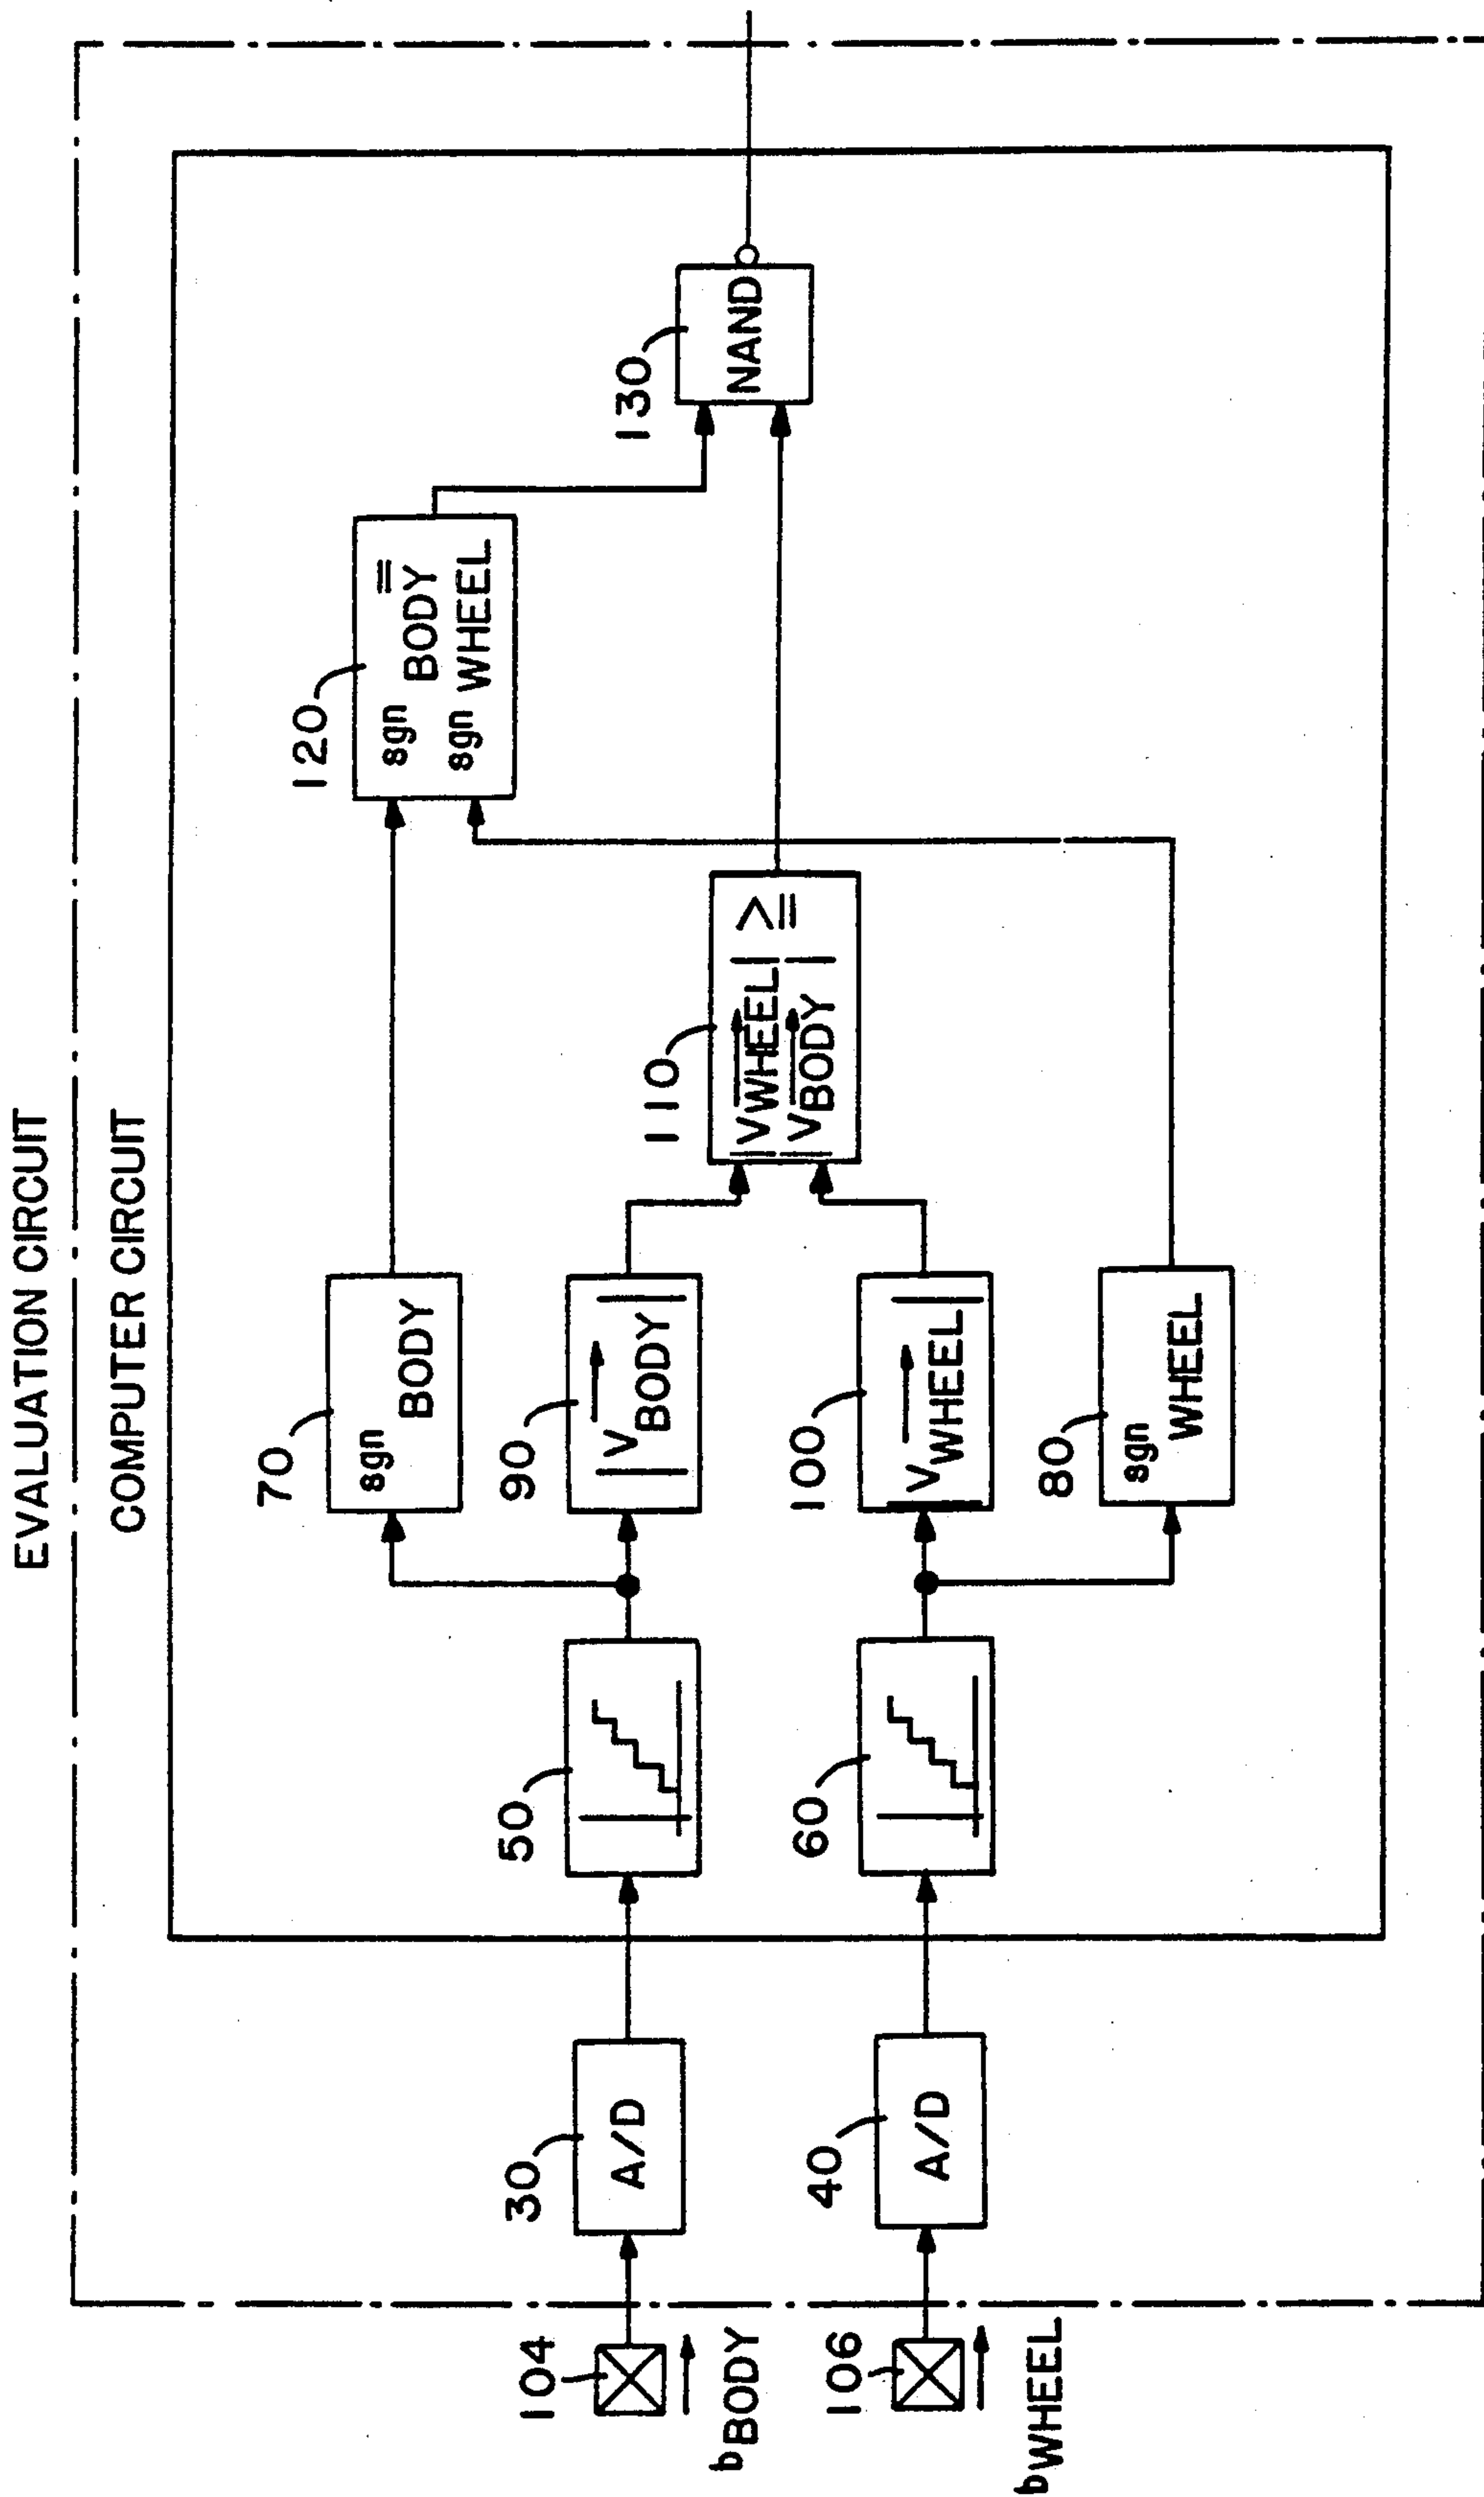 EVALUATION CIRCUIT
COMPUTER CIRCUIT
104
b BODY
30
A/D
50
70
sgn BODY
90
|V BODY|
120
sgn BODY =
sgn WHEEL
110
|V WHEEL| ≥
|V BODY|
130
NAND
106
b WHEEL
40
A/D
60
100
|V WHEEL|
80
sgn WHEEL